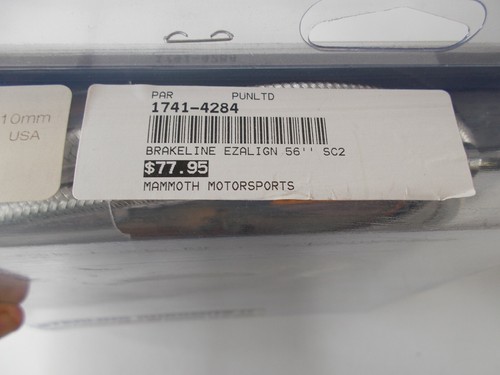 PAR PUNLTD
1741-4284
BRAKELINE EZALIGN 56'' SC2
$77.95
MAMMOTH MOTORSPORTS
10mm
USA